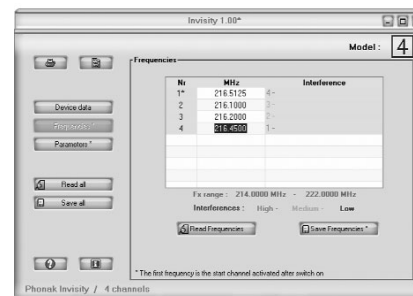 Invisity 1.00*
Model : 4
Frequencies
Nr MHz Interference
1* 216.5125 4 -
2 216.1000 3 -
3 216.2000 2 -
4 216.4500 1 -
Device data
Frequencies *
Parameters *
Read all
Save all
Fx range : 214.0000 MHz - 222.0000 MHz
Interferences : High - Medium - Low
Read Frequencies
Save Frequencies *
* The first frequency is the start channel activated after switch on
Phonak Invisity / 4 channels